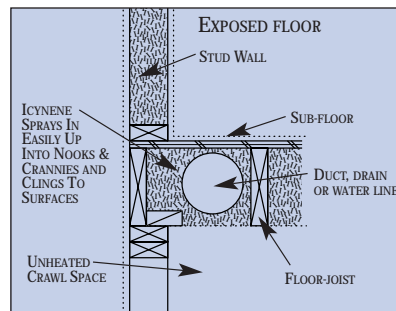 EXPOSED FLOOR
STUD WALL
ICYNENE
SPRAYS IN
EASILY UP
INTO NOOKS &
CRANNIES AND
CLINGS TO
SURFACES
SUB-FLOOR
DUCT, DRAIN
OR WATER LINE
UNHEATED
CRAWL SPACE
FLOOR-JOIST